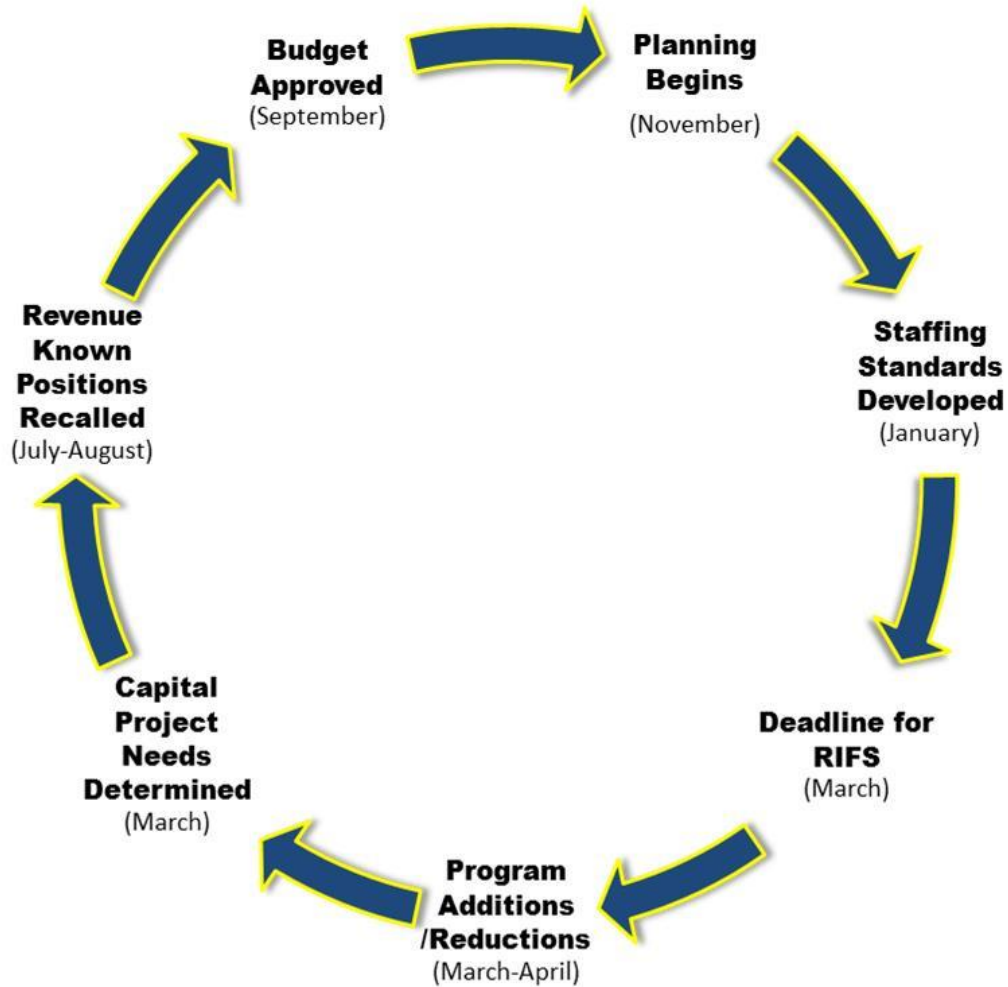 Budget
Approved
(September)
Planning
Begins
(November)
Staffing
Standards
Developed
(January)
Deadline for
RIFS
(March)
Program
Additions
/Reductions
(March-April)
Capital
Project
Needs
Determined
(March)
Revenue
Known
Positions
Recalled
(July-August)